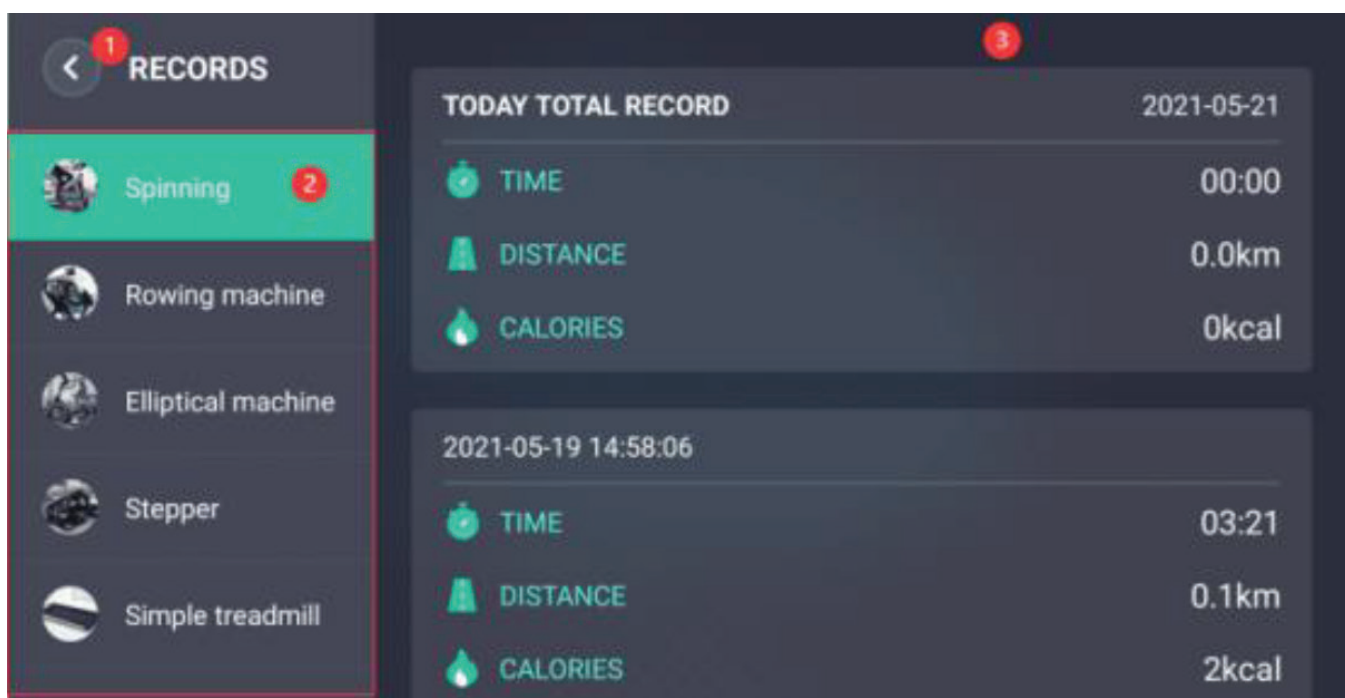 1
RECORDS
Spinning
2
Rowing machine
Elliptical machine
Stepper
Simple treadmill
3
TODAY TOTAL RECORD 2021-05-21
TIME 00:00
DISTANCE 0.0km
CALORIES 0kcal
2021-05-19 14:58:06
TIME 03:21
DISTANCE 0.1km
CALORIES 2kcal